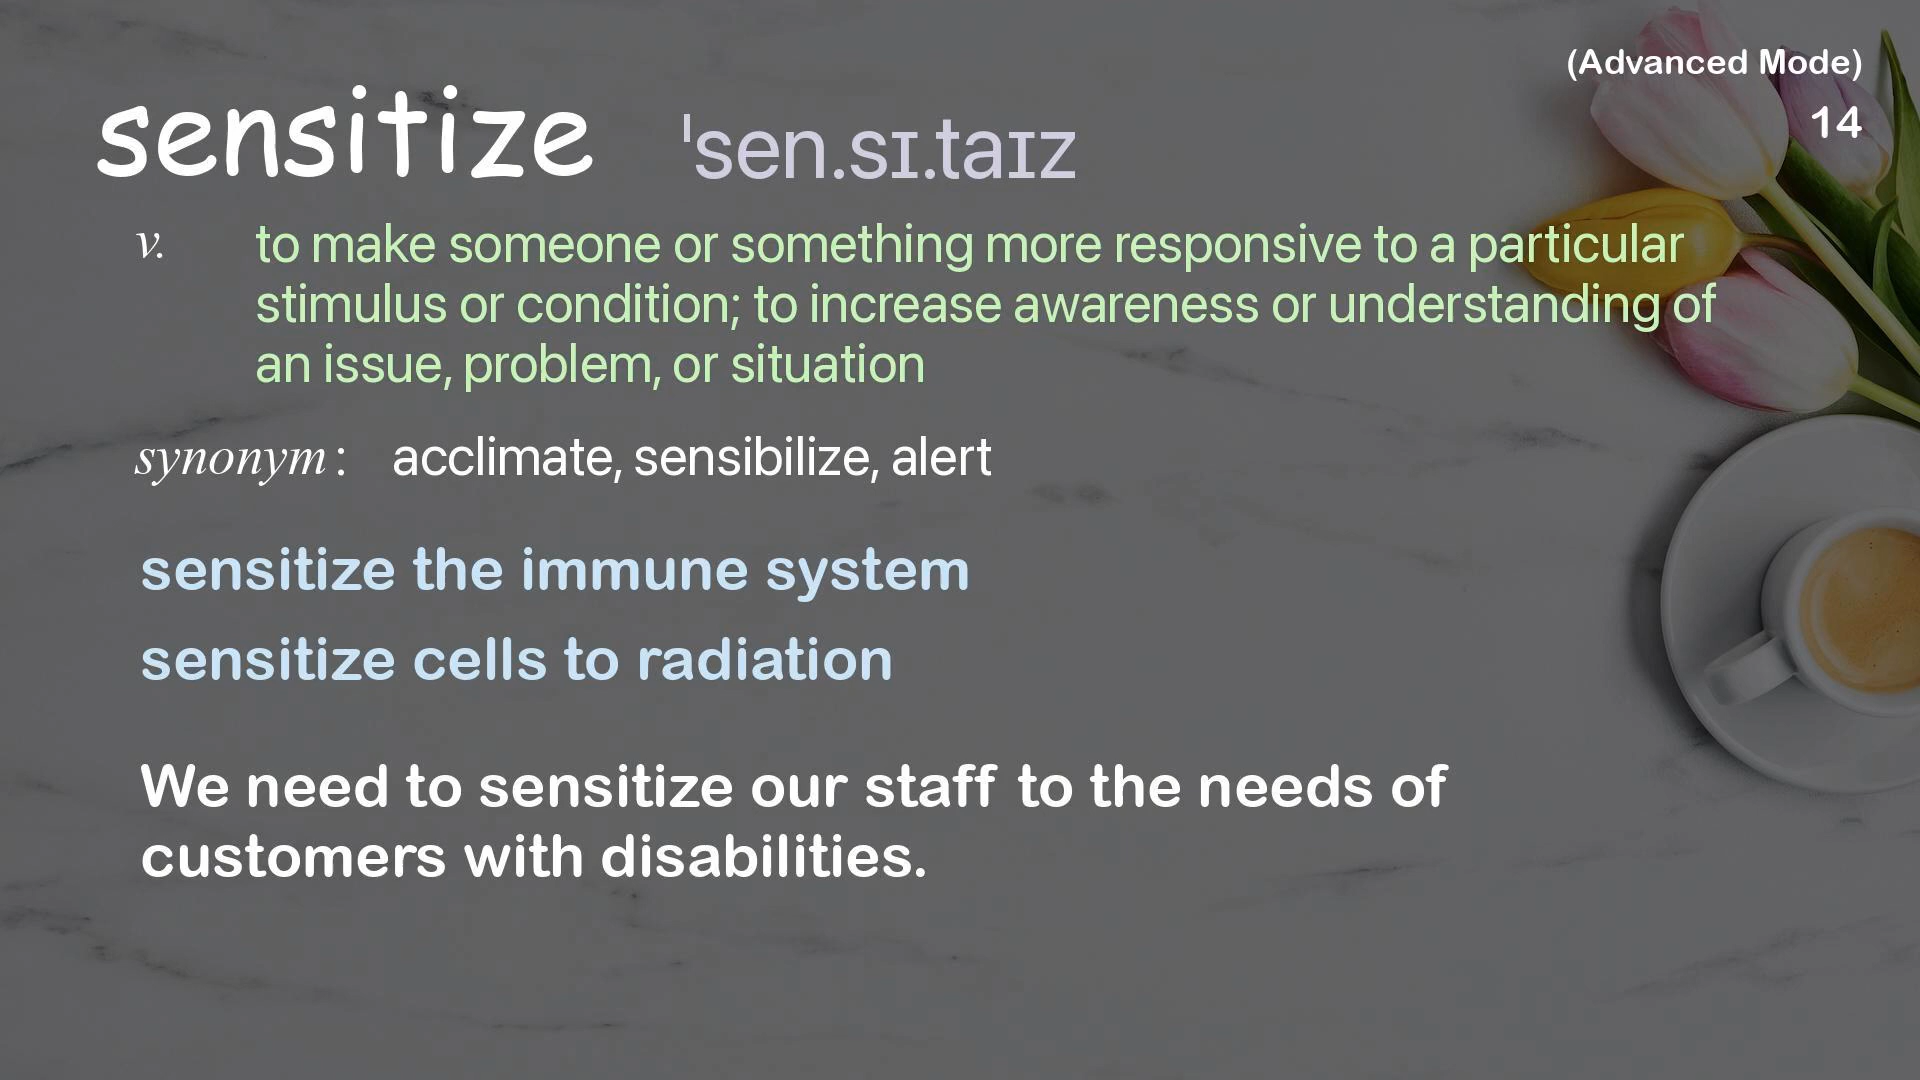 (Advanced Mode)
14
sensitize ˈsen.sɪ.taɪz
v. to make someone or something more responsive to a particular
stimulus or condition; to increase awareness or understanding of
an issue, problem, or situation
synonym : acclimate, sensibilize, alert
sensitize the immune system
sensitize cells to radiation
We need to sensitize our staff to the needs of
customers with disabilities.